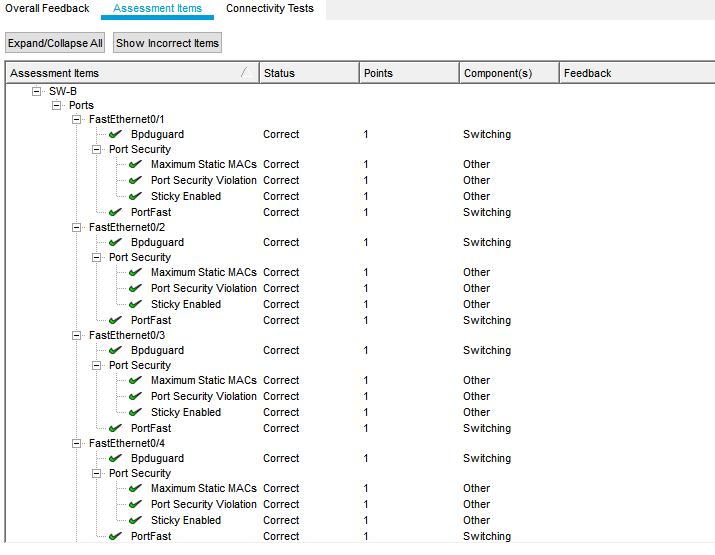 Overall Feedback Assessment Items Connectivity Tests
Expand/Collapse All Show Incorrect Items
Assessment Items Status Points Component(s) Feedback
SW-B
Ports
FastEthernet0/1
Bpduguard Correct 1 Switching
Port Security
Maximum Static MACs Correct 1 Other
Port Security Violation Correct 1 Other
Sticky Enabled Correct 1 Other
PortFast Correct 1 Switching
FastEthernet0/2
Bpduguard Correct 1 Switching
Port Security
Maximum Static MACs Correct 1 Other
Port Security Violation Correct 1 Other
Sticky Enabled Correct 1 Other
PortFast Correct 1 Switching
FastEthernet0/3
Bpduguard Correct 1 Switching
Port Security
Maximum Static MACs Correct 1 Other
Port Security Violation Correct 1 Other
Sticky Enabled Correct 1 Other
PortFast Correct 1 Switching
FastEthernet0/4
Bpduguard Correct 1 Switching
Port Security
Maximum Static MACs Correct 1 Other
Port Security Violation Correct 1 Other
Sticky Enabled Correct 1 Other
PortFast Correct 1 Switching